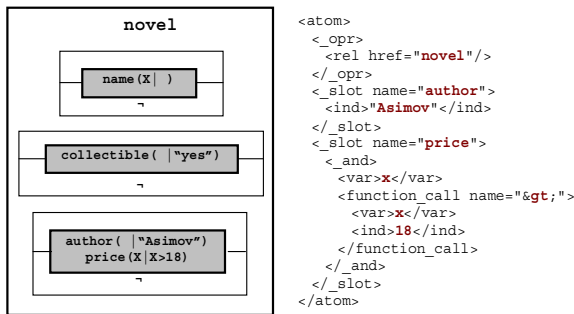 novel
name(X| )
¬
collectible( |“yes”)
¬
author( |“Asimov”)
price(X|X>18)
¬
<atom>
<_opr>
<rel href="novel"/>
</_opr>
<_slot name="author">
<ind>"Asimov"</ind>
</_slot>
<_slot name="price">
<_and>
<var>x</var>
<function_call name="&gt;">
<var>x</var>
<ind>18</ind>
</function_call>
</_and>
</_slot>
</atom>